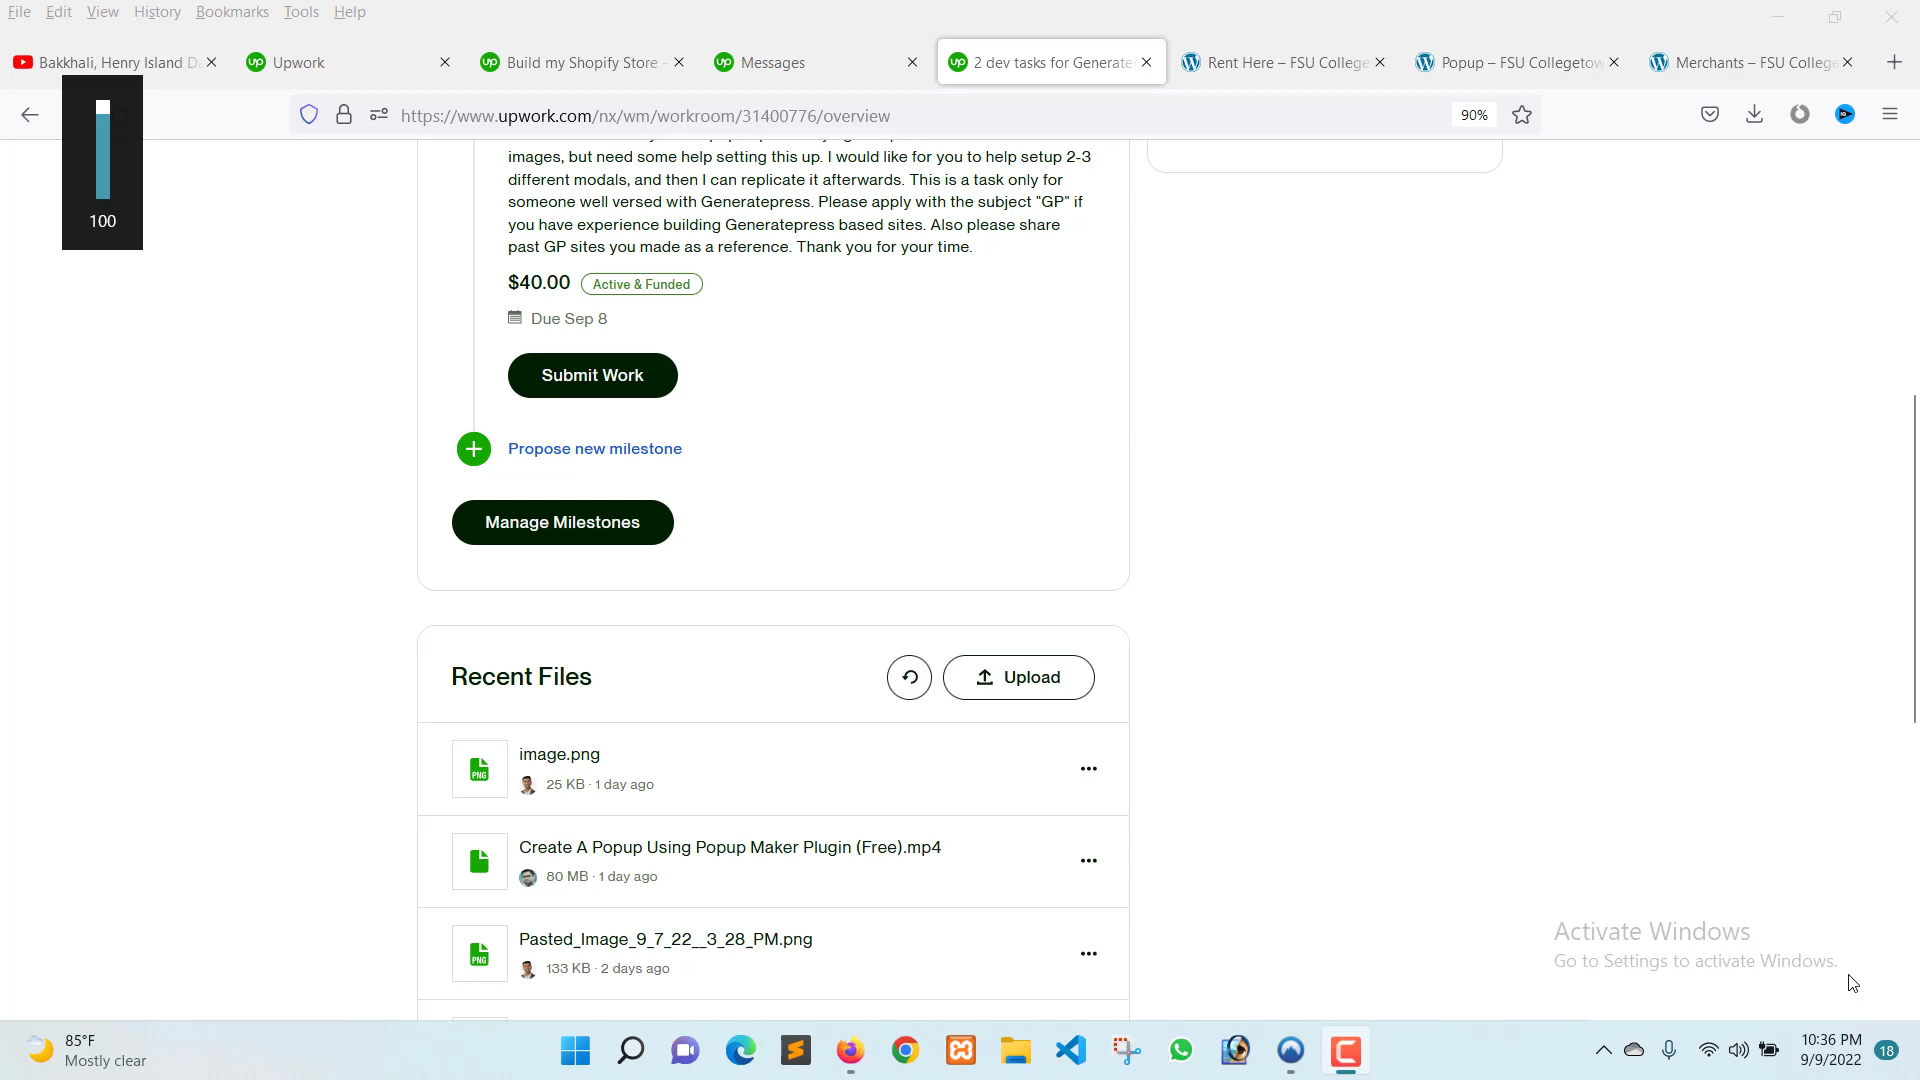 File Edit View History Bookmarks Tools Help
Bakkhali, Henry Island D
Upwork
Build my Shopify Store -
Messages
2 dev tasks for Generate
Rent Here – FSU College
Popup – FSU Collegetow
Merchants – FSU College
https://www.upwork.com/nx/wm/workroom/31400776/overview
90%
100
images, but need some help setting this up. I would like for you to help setup 2-3
different modals, and then I can replicate it afterwards. This is a task only for
someone well versed with Generatepress. Please apply with the subject "GP" if
you have experience building Generatepress based sites. Also please share
past GP sites you made as a reference. Thank you for your time.
$40.00 Active & Funded
Due Sep 8
Submit Work
Propose new milestone
Manage Milestones
Recent Files
Upload
PNG
image.png
25 KB · 1 day ago
Create A Popup Using Popup Maker Plugin (Free).mp4
80 MB · 1 day ago
PNG
Pasted_Image_9_7_22__3_28_PM.png
133 KB · 2 days ago
Activate Windows
Go to Settings to activate Windows.
85°F
Mostly clear
10:36 PM
9/9/2022
18